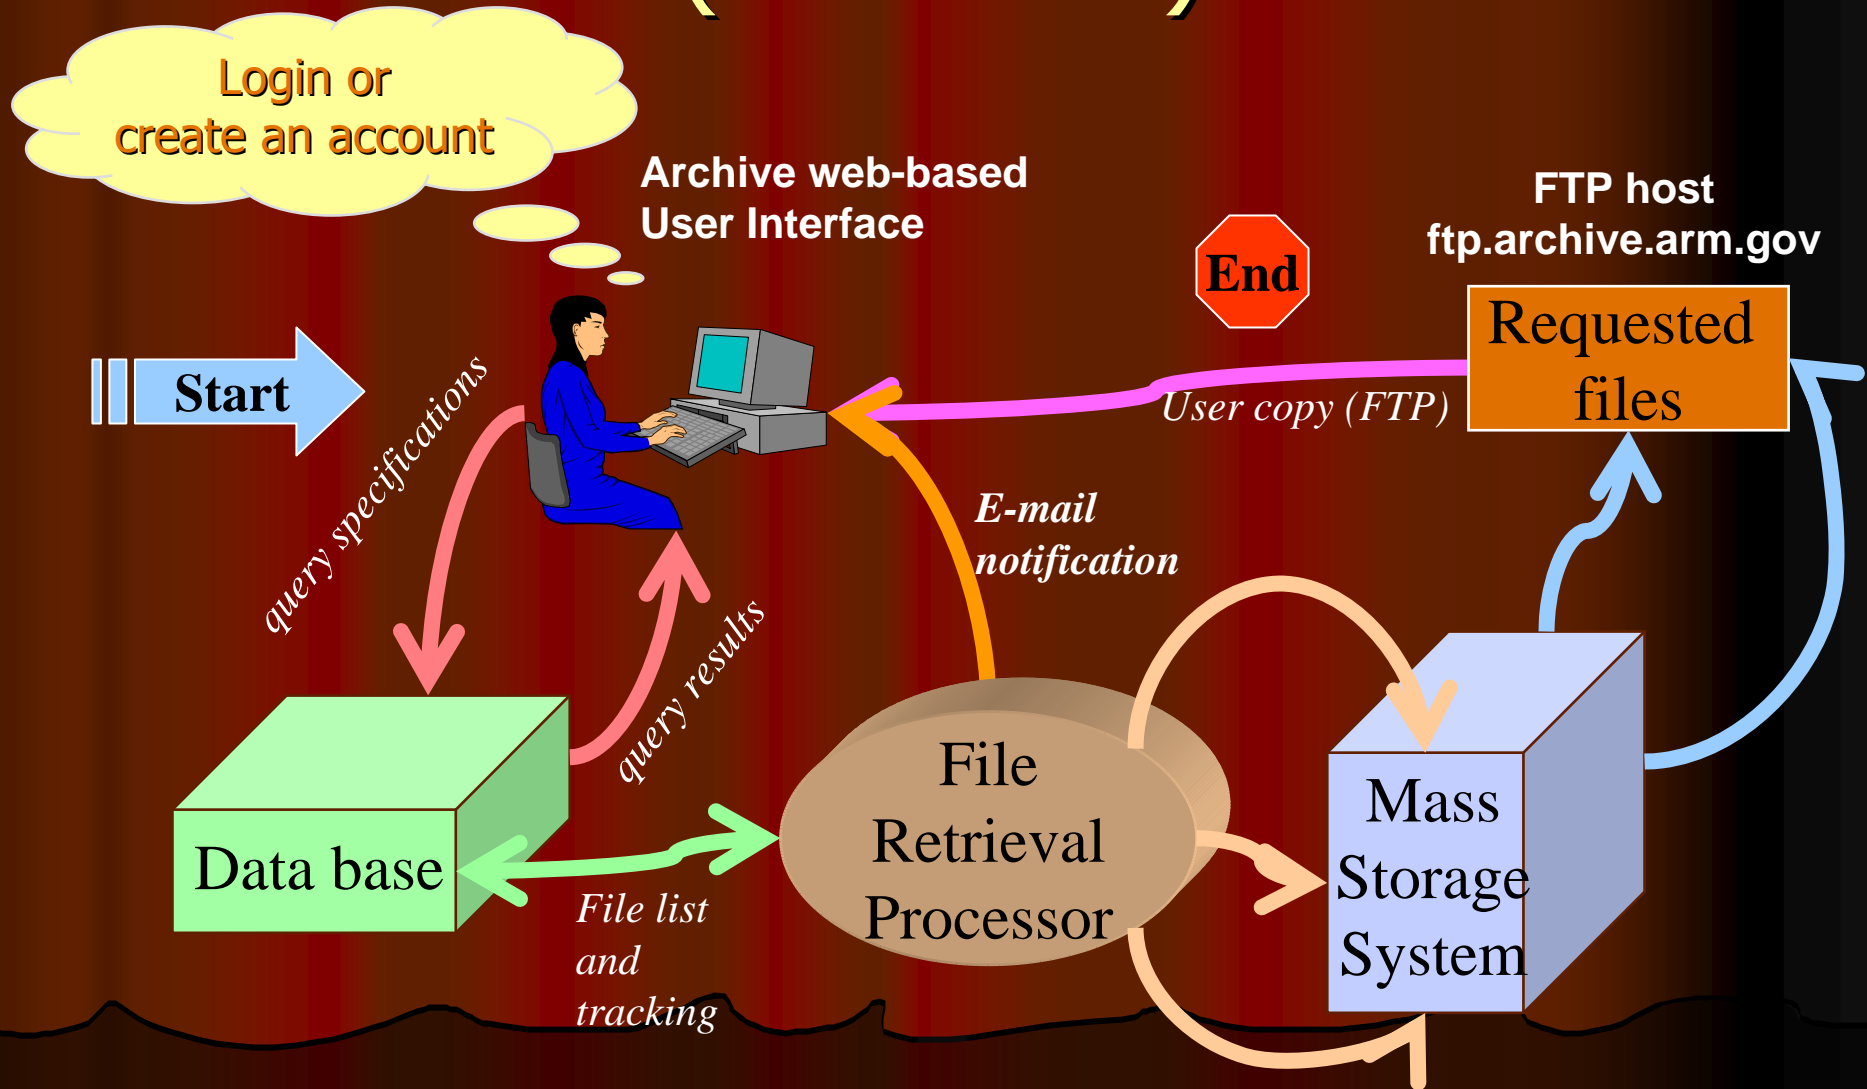 Login or
create an account
Archive web-based
User Interface
FTP host
ftp.archive.arm.gov
End
Requested
files
Start
User copy (FTP)
query specifications
E-mail
notification
query results
File
Retrieval
Processor
Mass
Storage
System
Data base
File list
and
tracking